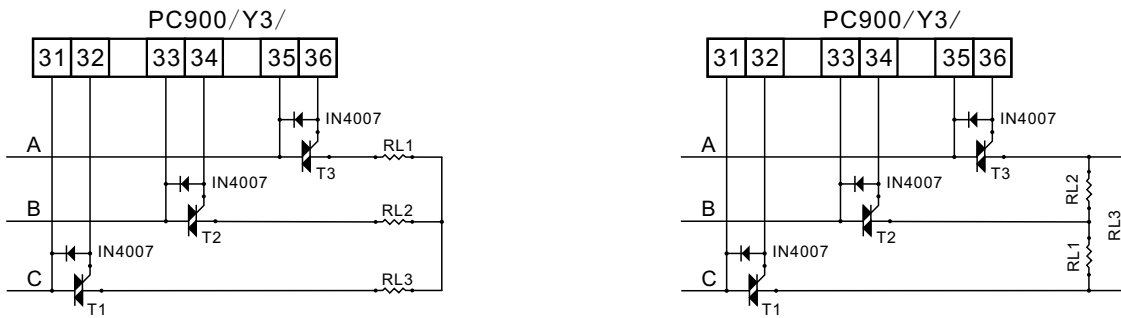 PC900/Y3/
31 32 33 34 35 36
IN4007
A
RL1
T3
IN4007
B
RL2
T2
IN4007
C
RL3
T1
PC900/Y3/
31 32 33 34 35 36
IN4007
A
T3
RL2
IN4007
B
RL3
T2
RL1
IN4007
C
T1